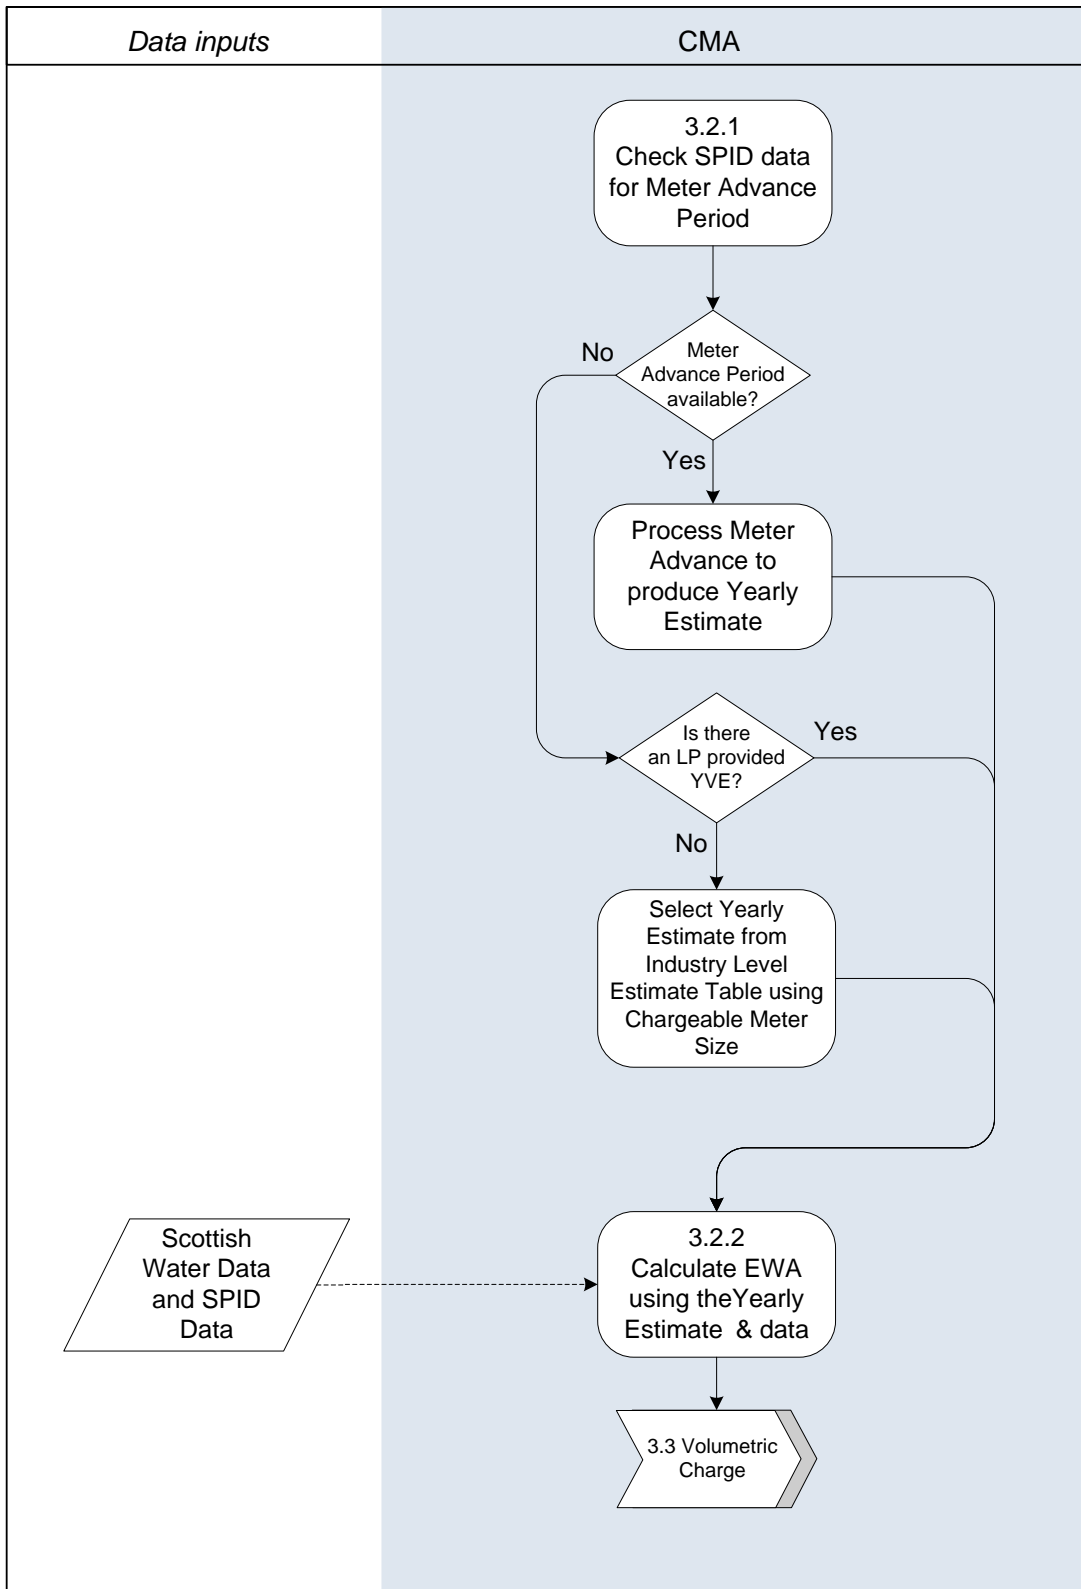 Data inputs
CMA
3.2.1
Check SPID data
for Meter Advance
Period
No
Meter
Advance Period
available?
Yes
Process Meter
Advance to
produce Yearly
Estimate
Is there
an LP provided
YVE?
Yes
No
Select Yearly
Estimate from
Industry Level
Estimate Table using
Chargeable Meter
Size
Scottish
Water Data
and SPID
Data
3.2.2
Calculate EWA
using theYearly
Estimate & data
3.3 Volumetric
Charge